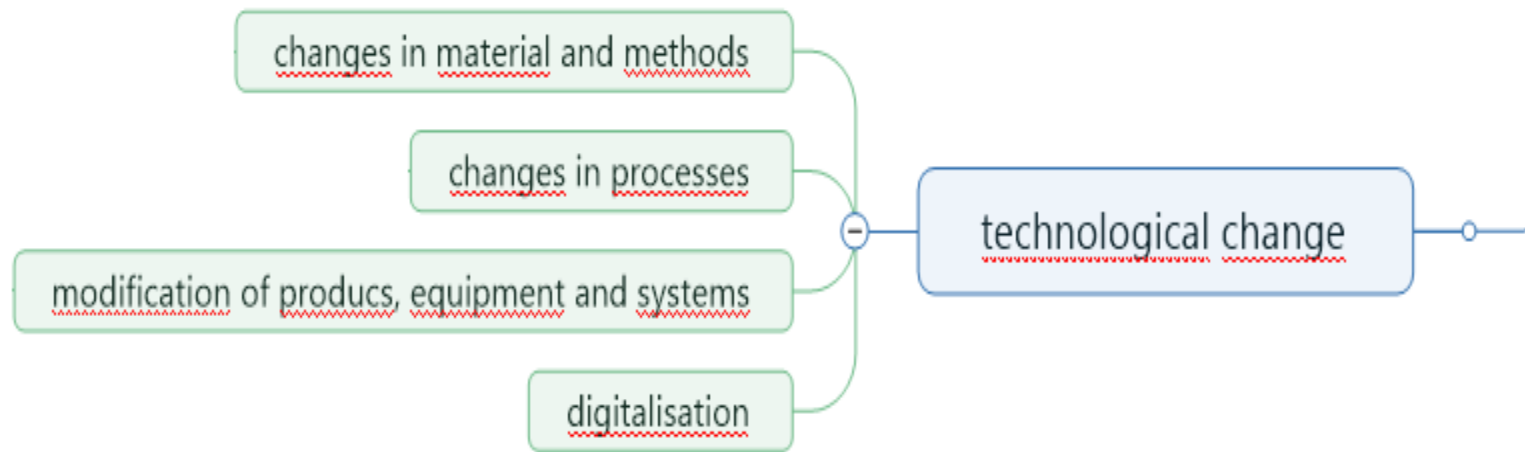 changes in material and methods
changes in processes
technological change
modification of producs, equipment and systems
digitalisation